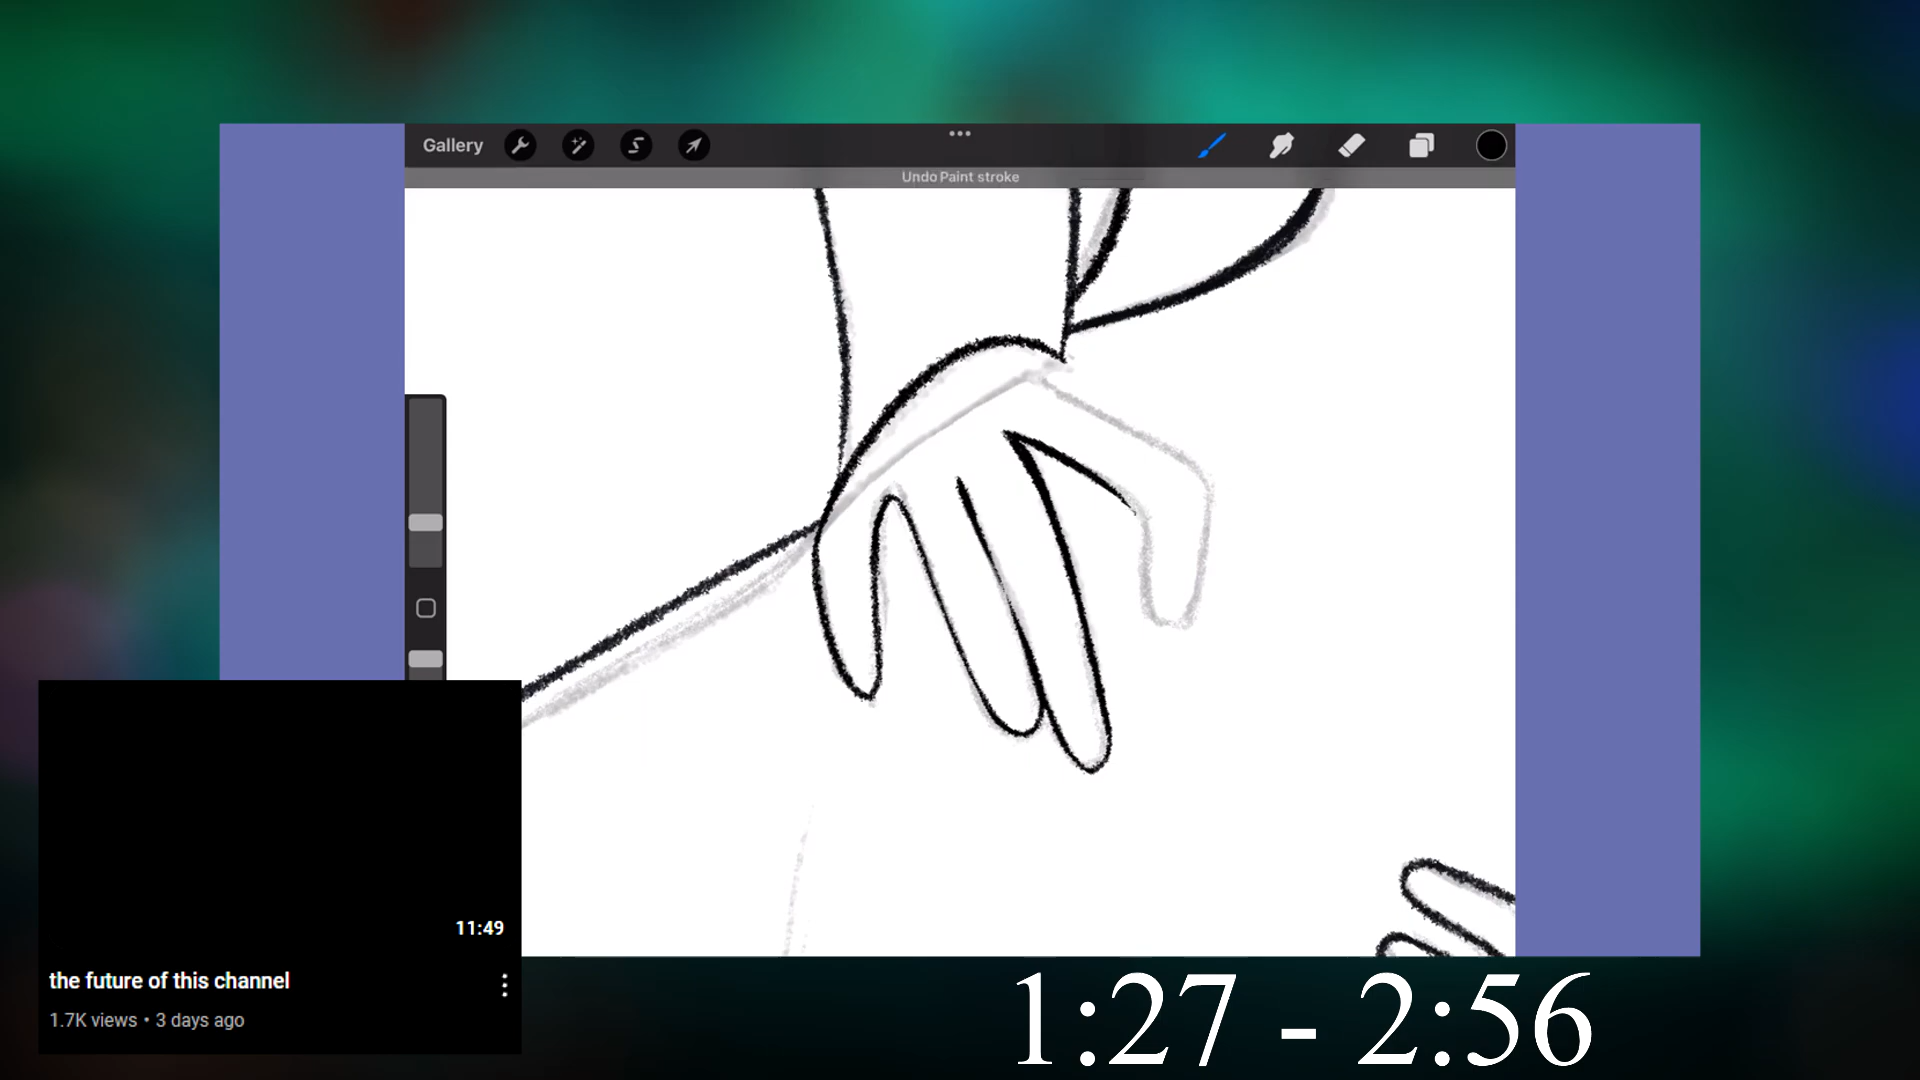 Gallery
Undo Paint stroke
11:49
the future of this channel
1.7K views • 3 days ago
1:27 - 2:56